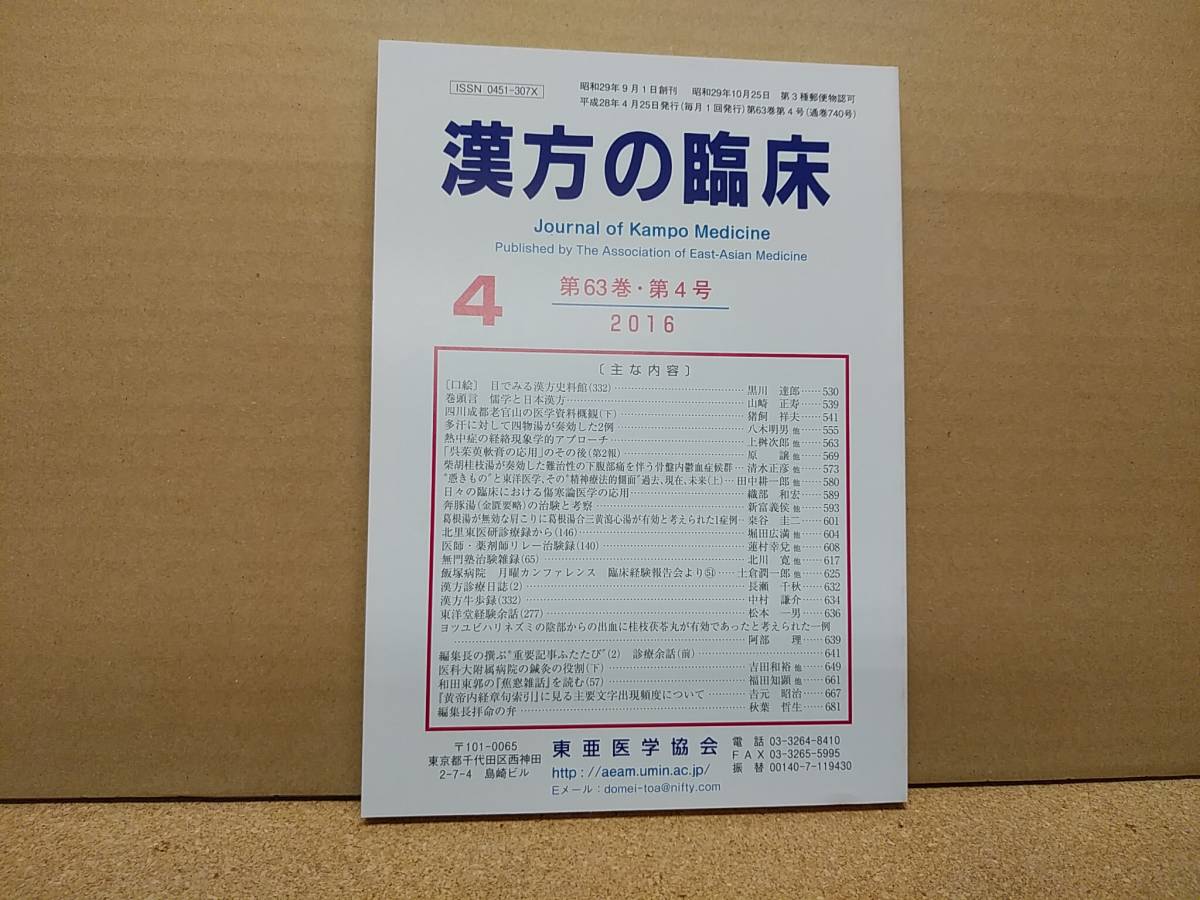 ISSN 0451-307X
昭和29年9月1日創刊 昭和29年10月25日 第3種郵便物認可
平成28年4月25日発行(毎月1回発行)第63巻第4号(通巻740号)
漢方の臨床
Journal of Kampo Medicine
Published by The Association of East-Asian Medicine
4
第63巻・第4号
2016
〔主な内容〕
〔口絵〕 目でみる漢方史料館(332)……黒川 達郎……530
巻頭言 儒学と日本漢方……山崎 正寿……539
四川成都老官山の医学資料概観(下)……猪飼 祥夫……541
多汗に対して四物湯が奏効した2例……八木明男 他……555
熱中症の経絡現象学的アプローチ……上桝次郎 他……563
「呉茱萸軟膏の応用」のその後(第2報)……原 譲 他……569
柴胡桂枝湯が奏効した難治性の下腹部痛を伴う骨盤内鬱血症候群…清水正彦 他……573
"憑きもの"と東洋医学、その"精神療法的側面"過去、現在、未来(上)…田中耕一郎 他……580
日々の臨床における傷寒論医学の応用……織部 和宏……589
奔豚湯(金匱要略)の治験と考察……新富義侯 他……593
葛根湯が無効な肩こりに葛根湯合三黄瀉心湯が有効と考えられた1症例…桒谷 圭二……601
北里東医研診療録から(146)……堀田広満 他……604
医師・薬剤師リレー治験録(140)……蓮村幸兌 他……608
無門塾治験雑録(65)……北川 寛 他……617
飯塚病院 月曜カンファレンス 臨床経験報告会より㊿……土倉潤一郎 他……625
漢方診療日誌(2)……長瀬 千秋……632
漢方牛歩録(332)……中村 謙介……634
東洋堂経験余話(277)……松本 一男……636
ヨツユビハリネズミの陰部からの出血に桂枝茯苓丸が有効であったと考えられた一例
……阿部 理……639
編集長の撰ぶ"重要記事ふたたび"(2) 診療余話(前)……641
医科大附属病院の鍼灸の役割(下)……吉田和裕 他……649
和田東郭の『蕉窓雑話』を読む(57)……福田知顕 他……661
『黄帝内経章句索引』に見る主要文字出現頻度について……吉元 昭治……667
編集長拝命の弁……秋葉 哲生……681
〒101-0065
東京都千代田区西神田
2-7-4 島崎ビル
東亜医学協会
http://aeam.umin.ac.jp/
Eメール：domei-toa@nifty.com
電話 03-3264-8410
FAX 03-3265-5995
振替 00140-7-119430